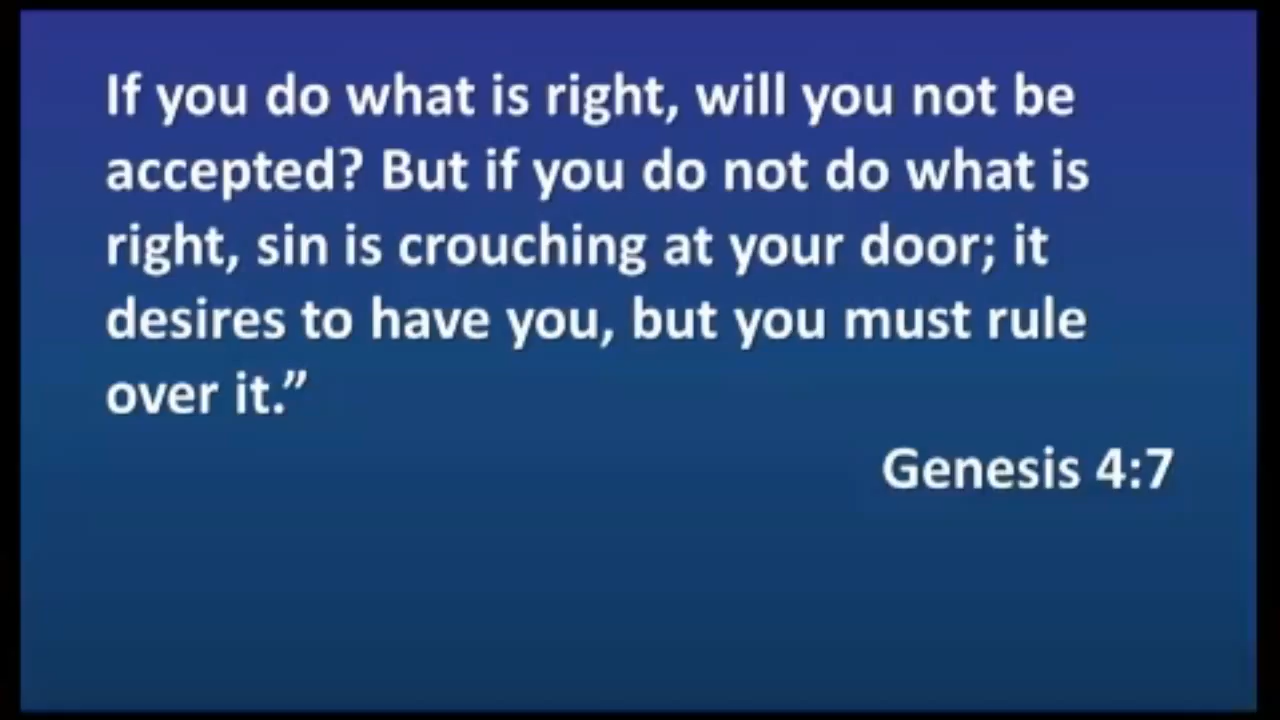 If you do what is right, will you not be
accepted? But if you do not do what is
right, sin is crouching at your door; it
desires to have you, but you must rule
over it.”
Genesis 4:7